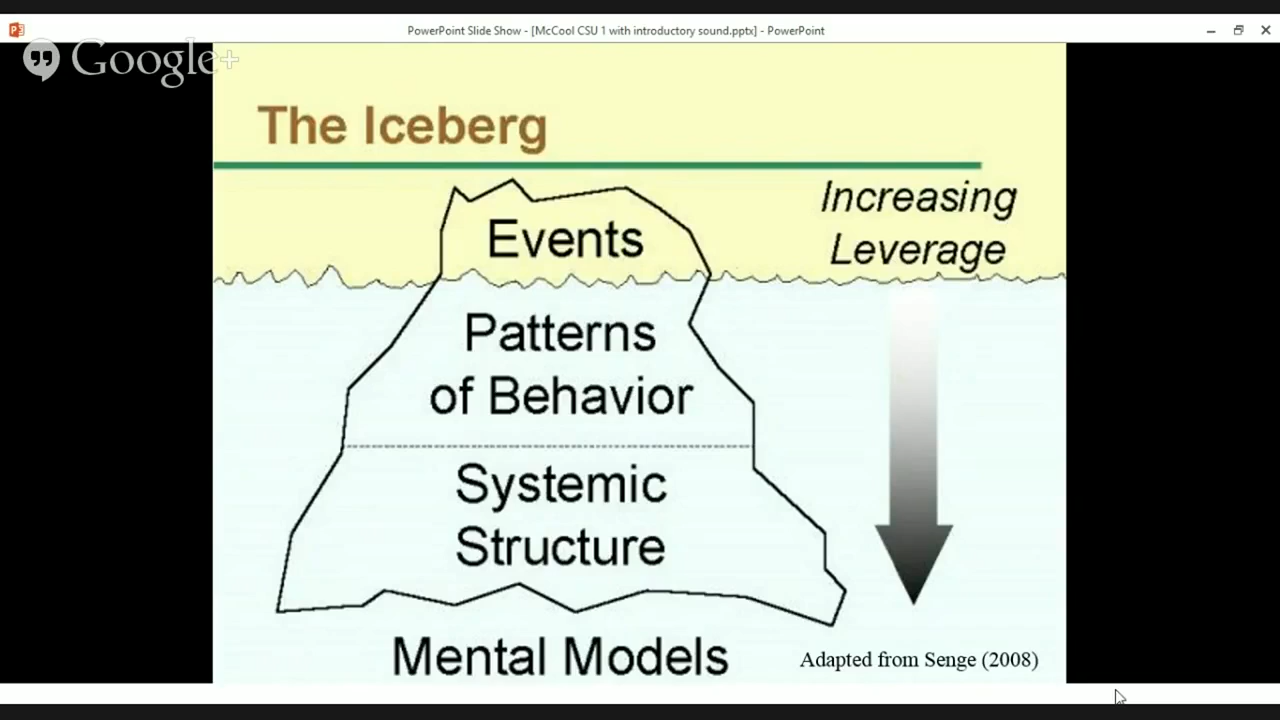 PowerPoint Slide Show - [McCool CSU 1 with introductory sound.pptx] - PowerPoint
Google+
The Iceberg
Increasing
Leverage
Events
Patterns
of Behavior
Systemic
Structure
Mental Models
Adapted from Senge (2008)